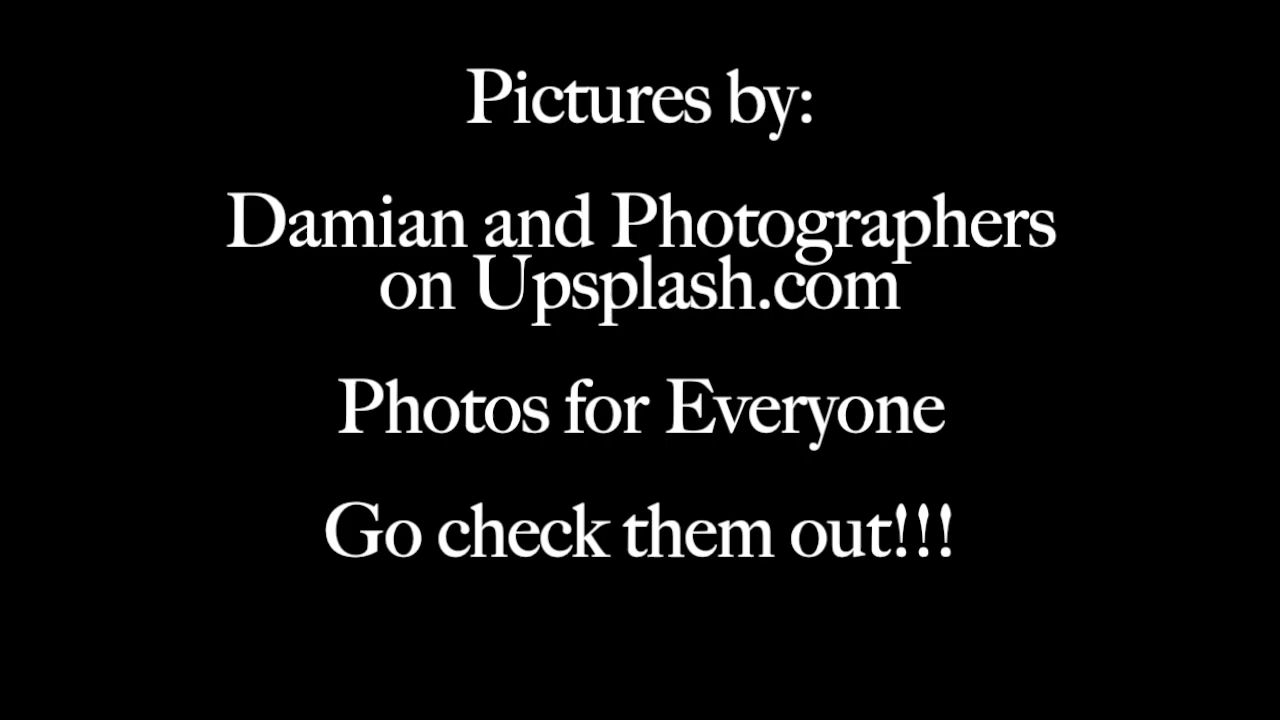 Pictures by:
Damian and Photographers
on Upsplash.com
Photos for Everyone
Go check them out!!!